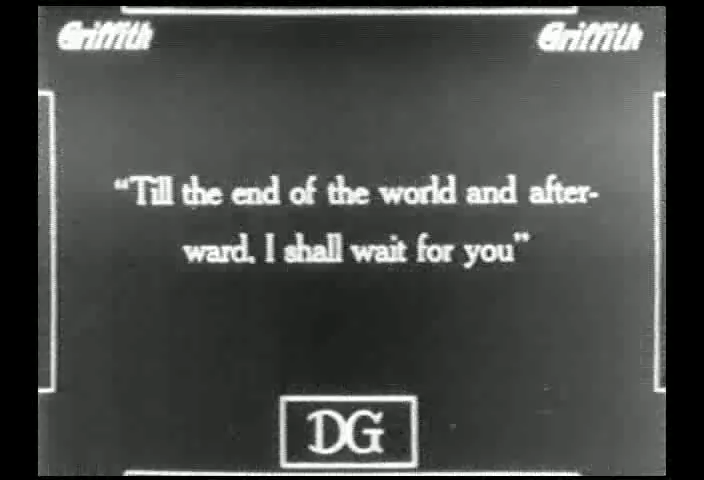 Griffith Griffith
“Till the end of the world and after-
ward. I shall wait for you”
DG